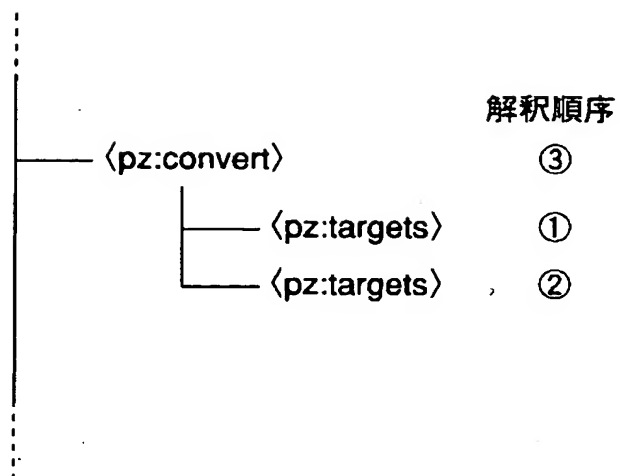 解釈順序
〈pz:convert〉 ③
〈pz:targets〉 ①
〈pz:targets〉 ②